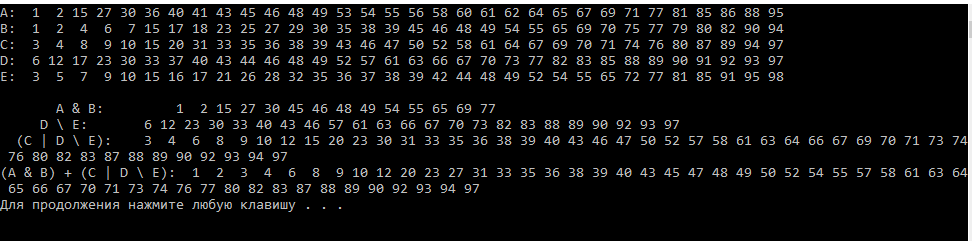 A:  1  2 15 27 30 36 40 41 43 45 46 48 49 53 54 55 56 58 60 61 62 64 65 67 69 71 77 81 85 86 88 95
B:  1  2  4  6  7 15 17 18 23 25 27 29 30 35 38 39 45 46 48 49 54 55 65 69 70 75 77 79 80 82 90 94
C:  3  4  8  9 10 15 20 31 33 35 36 38 39 43 46 47 50 52 58 61 64 67 69 70 71 74 76 80 87 89 94 97
D:  6 12 17 23 30 33 37 40 43 44 46 48 49 52 57 61 63 66 67 70 73 77 82 83 85 88 89 90 91 92 93 97
E:  3  5  7  9 10 15 16 17 21 26 28 32 35 36 37 38 39 42 44 48 49 52 54 55 65 72 77 81 85 91 95 98
A & B:         1  2 15 27 30 45 46 48 49 54 55 65 69 77
D \ E:       6 12 23 30 33 40 43 46 57 61 63 66 67 70 73 82 83 88 89 90 92 93 97
(C | D \ E):    3  4  6  8  9 10 12 15 20 23 30 31 33 35 36 38 39 40 43 46 47 50 52 57 58 61 63 64 66 67 69 70 71 73 74
76 80 82 83 87 88 89 90 92 93 94 97
(A & B) + (C | D \ E):  1  2  3  4  6  8  9 10 12 20 23 27 31 33 35 36 38 39 40 43 45 47 48 49 50 52 54 55 57 58 61 63 64
65 66 67 70 71 73 74 76 77 80 82 83 87 88 89 90 92 93 94 97
Для продолжения нажмите любую клавишу . . .